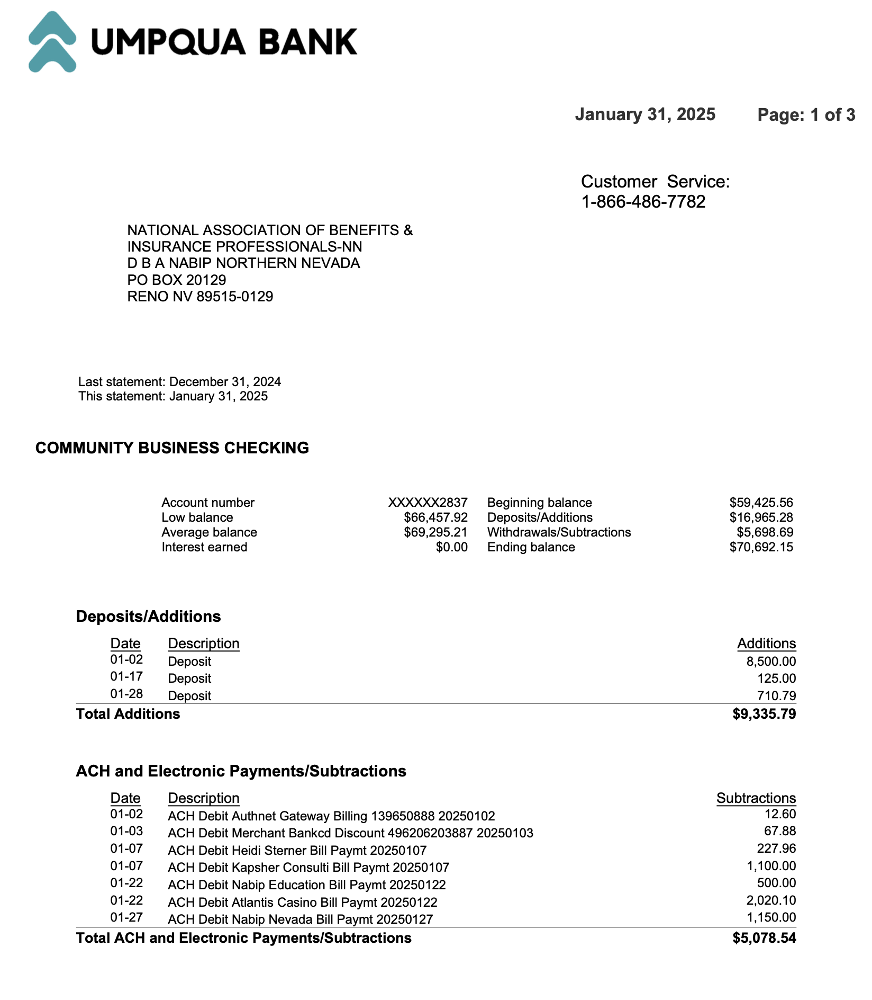 UMPQUA BANK
January 31, 2025 Page: 1 of 3
Customer Service:
1-866-486-7782
NATIONAL ASSOCIATION OF BENEFITS &
INSURANCE PROFESSIONALS-NN
D B A NABIP NORTHERN NEVADA
PO BOX 20129
RENO NV 89515-0129
Last statement: December 31, 2024
This statement: January 31, 2025
COMMUNITY BUSINESS CHECKING
Account number XXXXXX2837 Beginning balance $59,425.56
Low balance $66,457.92 Deposits/Additions $16,965.28
Average balance $69,295.21 Withdrawals/Subtractions $5,698.69
Interest earned $0.00 Ending balance $70,692.15
Deposits/Additions
Date Description Additions
01-02 Deposit 8,500.00
01-17 Deposit 125.00
01-28 Deposit 710.79
Total Additions $9,335.79
ACH and Electronic Payments/Subtractions
Date Description Subtractions
01-02 ACH Debit Authnet Gateway Billing 139650888 20250102 12.60
01-03 ACH Debit Merchant Bankcd Discount 496206203887 20250103 67.88
01-07 ACH Debit Heidi Sterner Bill Paymt 20250107 227.96
01-07 ACH Debit Kapsher Consulti Bill Paymt 20250107 1,100.00
01-22 ACH Debit Nabip Education Bill Paymt 20250122 500.00
01-22 ACH Debit Atlantis Casino Bill Paymt 20250122 2,020.10
01-27 ACH Debit Nabip Nevada Bill Paymt 20250127 1,150.00
Total ACH and Electronic Payments/Subtractions $5,078.54